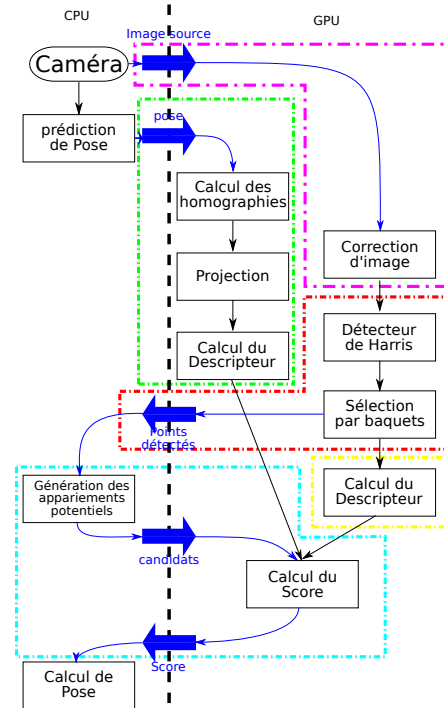 CPU
GPU
Image source
Caméra
pose
prédiction
de Pose
Calcul des
homographies
Correction
d'image
Projection
Détecteur
de Harris
Calcul du
Descripteur
Sélection
par baquets
Points
détectés
Génération des
appariements
potentiels
Calcul du
Descripteur
candidats
Calcul du
Score
Score
Calcul de
Pose